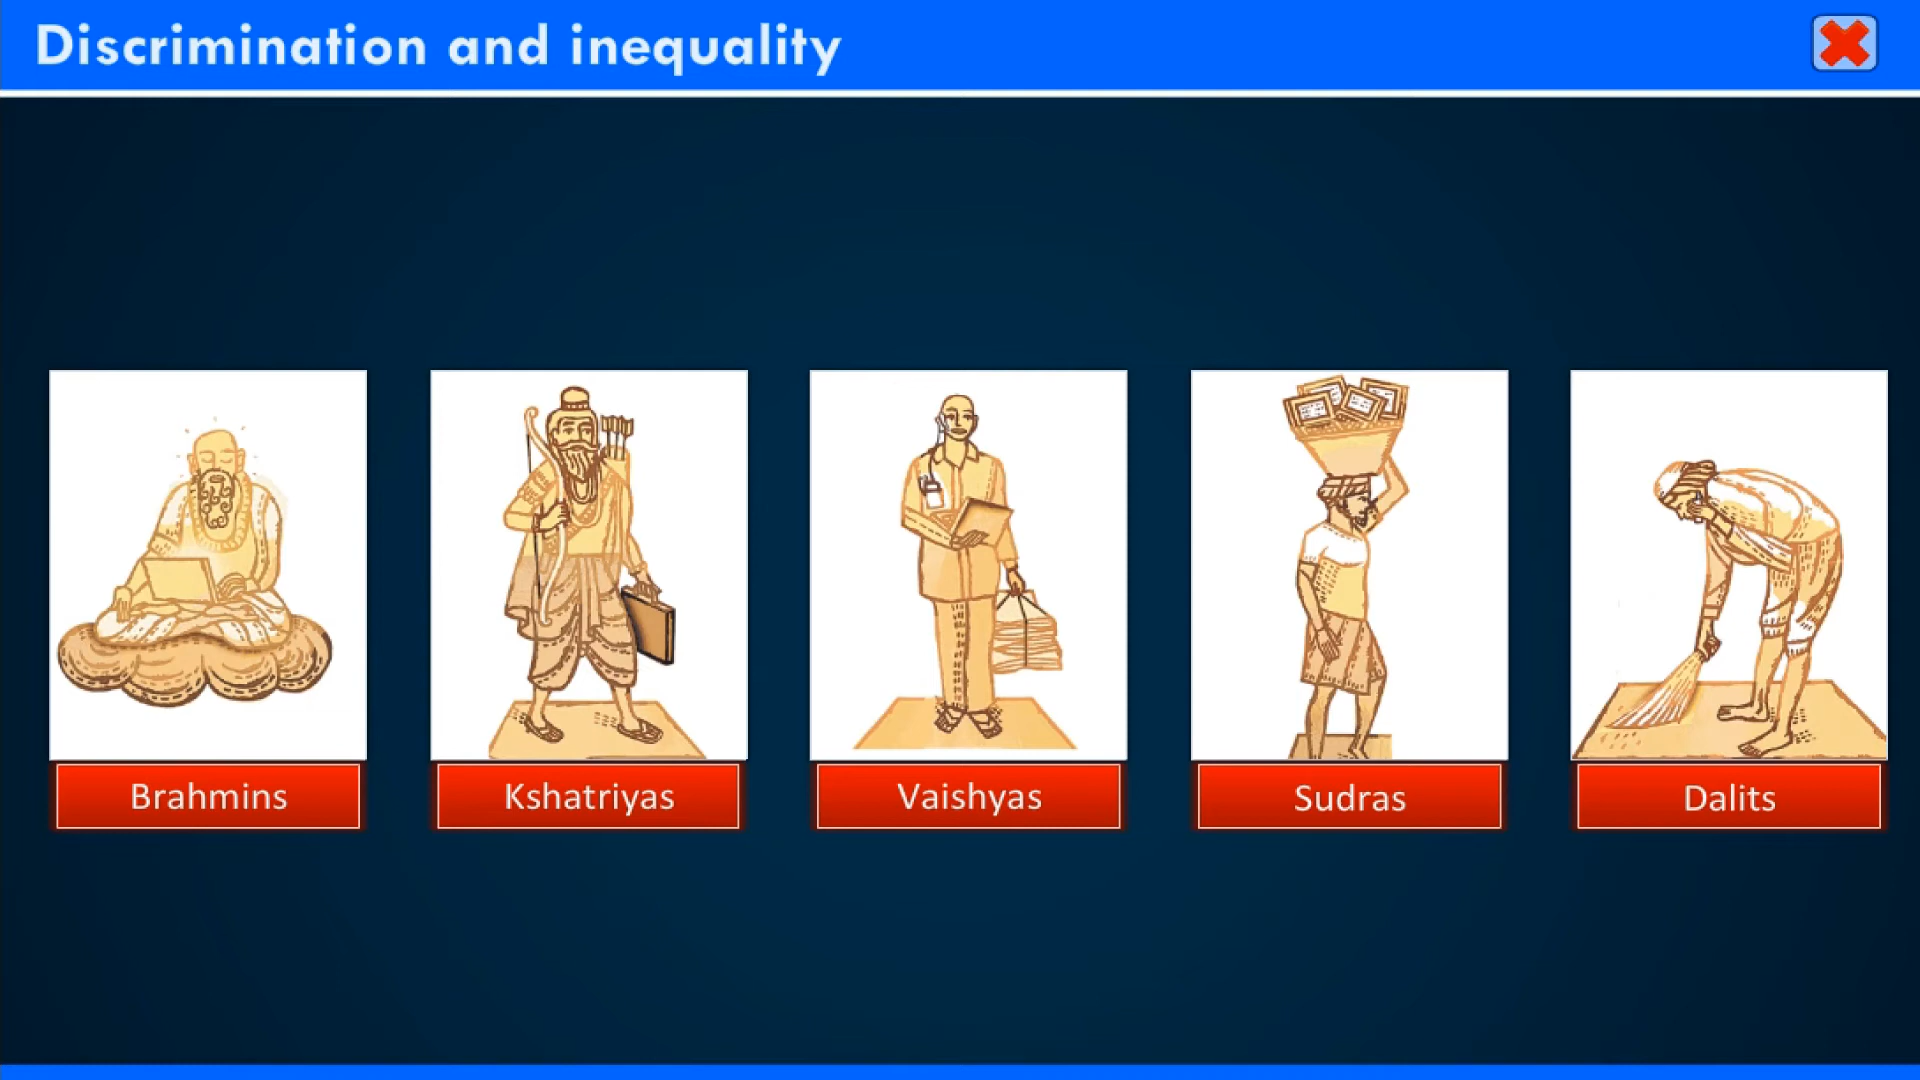 Discrimination and inequality
Brahmins
Kshatriyas
Vaishyas
Sudras
Dalits